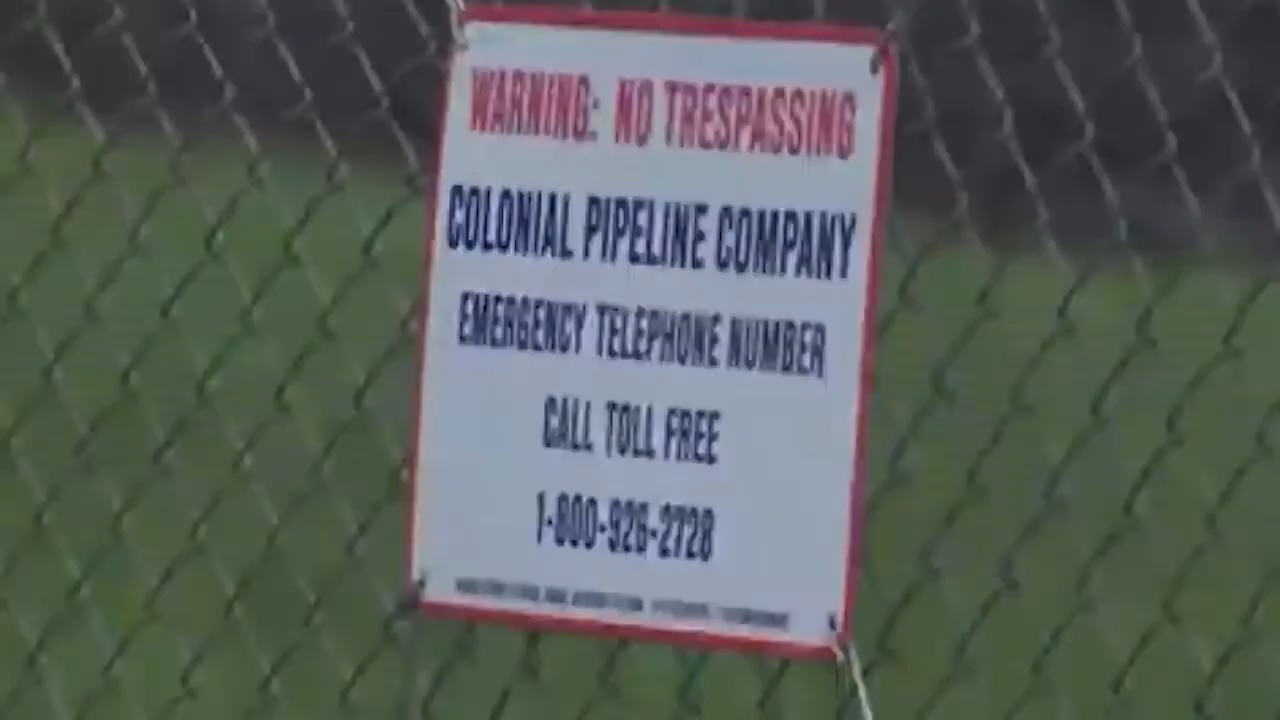 WARNING: NO TRESPASSING
COLONIAL PIPELINE COMPANY
EMERGENCY TELEPHONE NUMBER
CALL TOLL FREE
1-800-926-2728